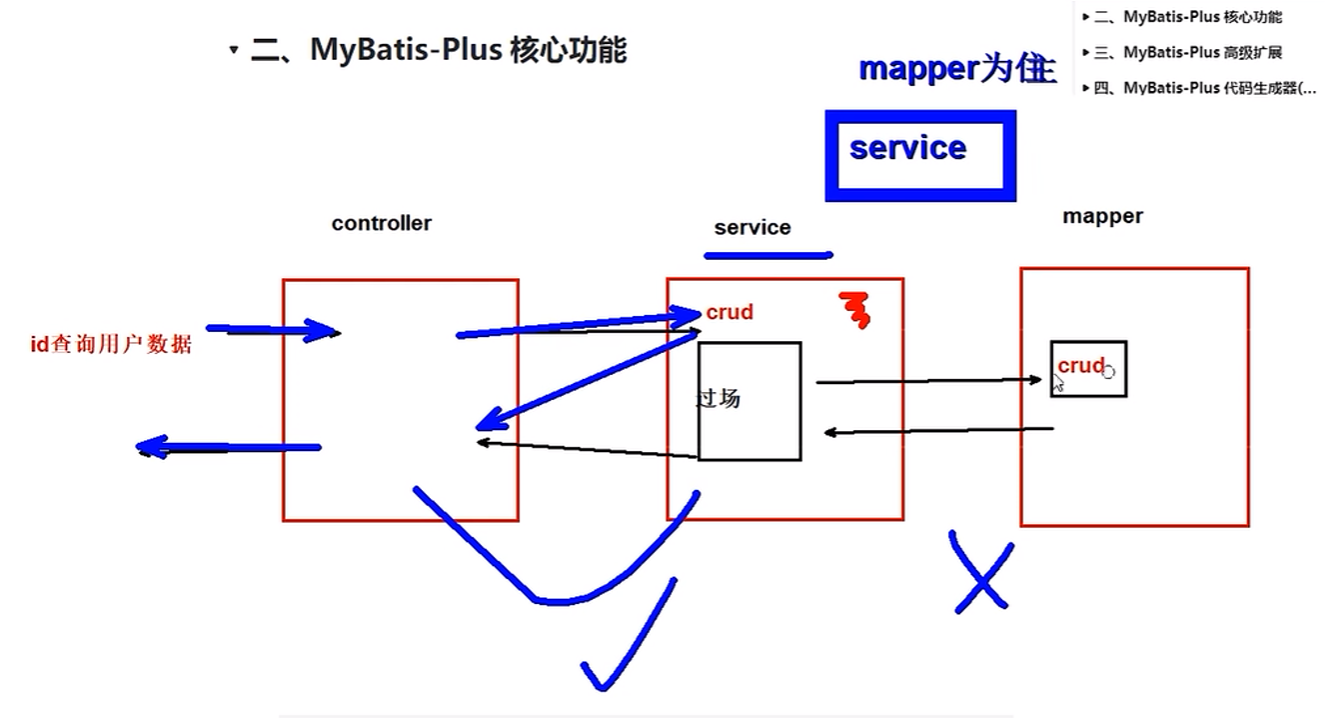 二、MyBatis-Plus 核心功能
二、MyBatis-Plus 核心功能
三、MyBatis-Plus 高级扩展
四、MyBatis-Plus 代码生成器(...
mapper为住主
service
controller
service
mapper
id查询用户数据
crud
过场
crud